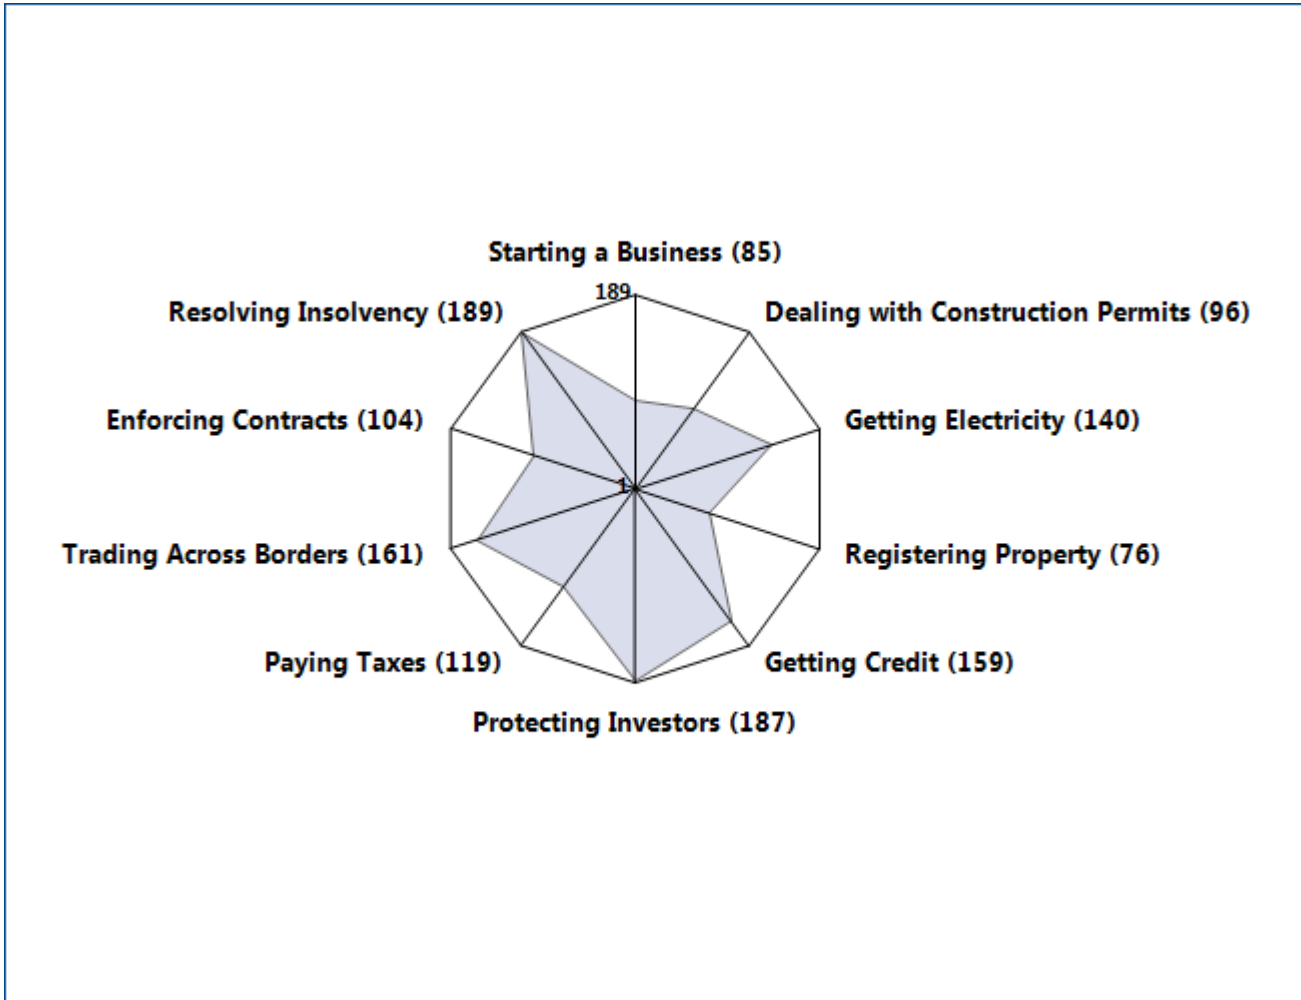 Starting a Business (85)
189
Resolving Insolvency (189)
Dealing with Construction Permits (96)
Enforcing Contracts (104)
Getting Electricity (140)
1
Trading Across Borders (161)
Registering Property (76)
Paying Taxes (119)
Getting Credit (159)
Protecting Investors (187)